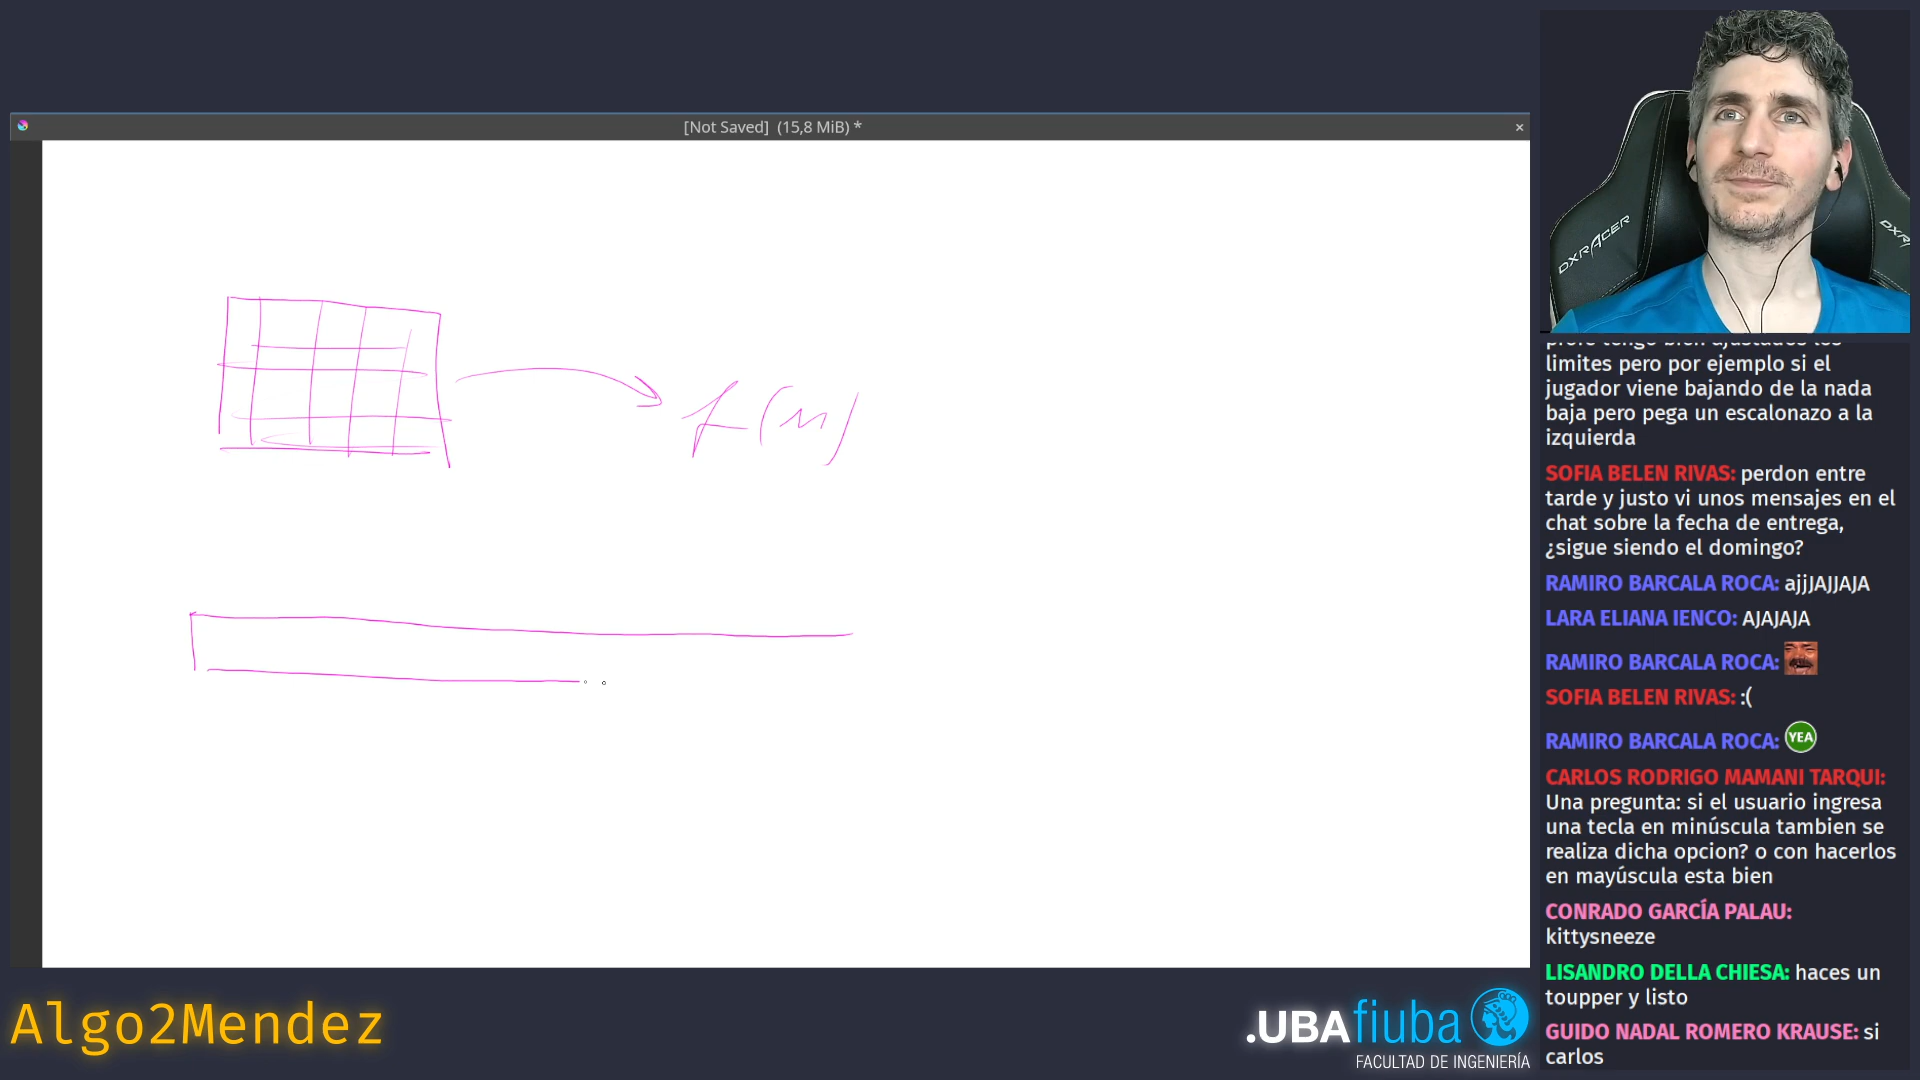 [Not Saved] (15,8 MiB) *
×
f(n)
DXRACER
limites pero por ejemplo si el
jugador viene bajando de la nada
baja pero pega un escalonazo a la
izquierda
SOFIA BELEN RIVAS: perdon entre
tarde y justo vi unos mensajes en el
chat sobre la fecha de entrega,
¿sigue siendo el domingo?
RAMIRO BARCALA ROCA: ajjJAJJAJA
LARA ELIANA IENCO: AJAJAJA
RAMIRO BARCALA ROCA:
SOFIA BELEN RIVAS: :(
RAMIRO BARCALA ROCA: YEA
CARLOS RODRIGO MAMANI TARQUI:
Una pregunta: si el usuario ingresa
una tecla en minúscula tambien se
realiza dicha opcion? o con hacerlos
en mayúscula esta bien
CONRADO GARCÍA PALAU:
kittysneeze
LISANDRO DELLA CHIESA: haces un
toupper y listo
GUIDO NADAL ROMERO KRAUSE: si
carlos
Algo2Mendez
.UBAfiuba
FACULTAD DE INGENIERÍA